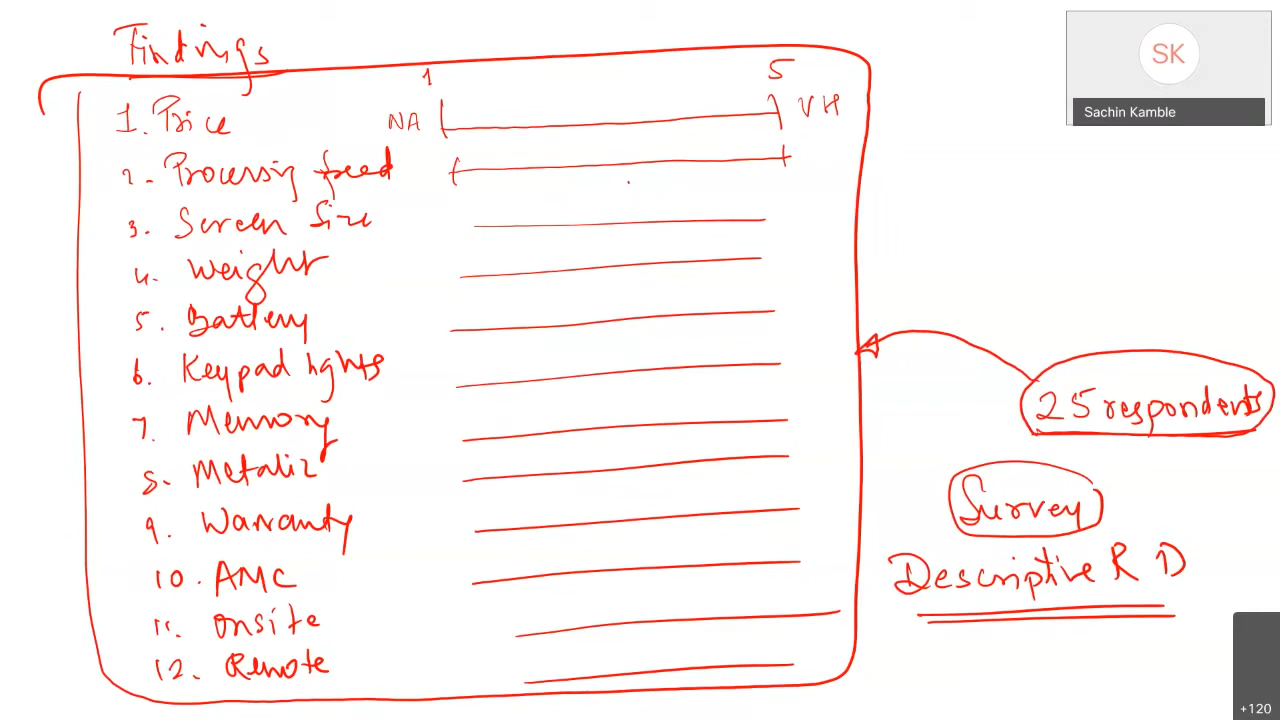 Findings
1 5
1. Price NA VH
2. Processing speed
3. Screen Size
4. Weight
5. Battery
6. Keypad lights
7. Memory
8. Metaliz
9. Warranty
10. AMC
11. Onsite
12. Remote
25 respondents
Survey
Descriptive R D
SK
Sachin Kamble
+120